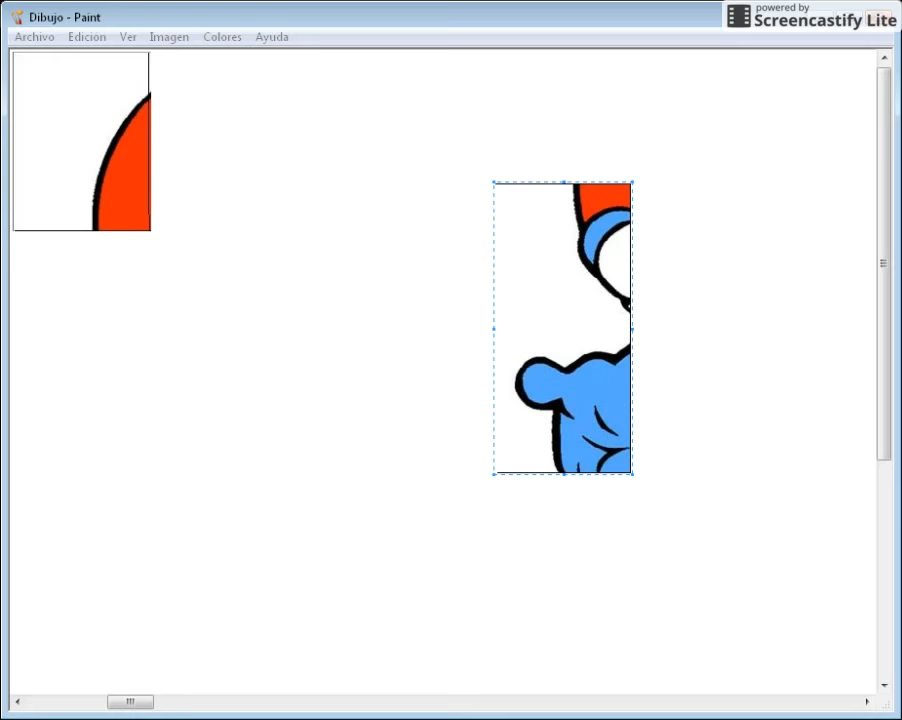 Dibujo - Paint
powered by
Screencastify Lite
Archivo Edición Ver Imagen Colores Ayuda